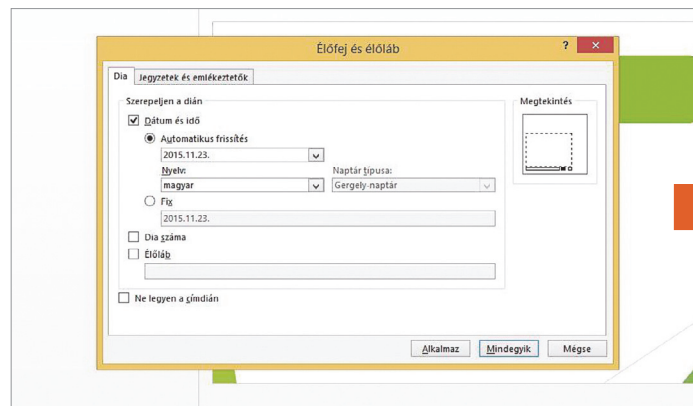 Élőfej és élőláb
?
Dia
Jegyzetek és emlékeztetők
Szerepeljen a dián
Megtekintés
Dátum és idő
Automatikus frissítés
2015.11.23.
Nyelv: Naptár típusa:
magyar Gergely-naptár
Fix
2015.11.23.
Dia száma
Élőláb
Ne legyen a címdián
Alkalmaz Mindegyik Mégse